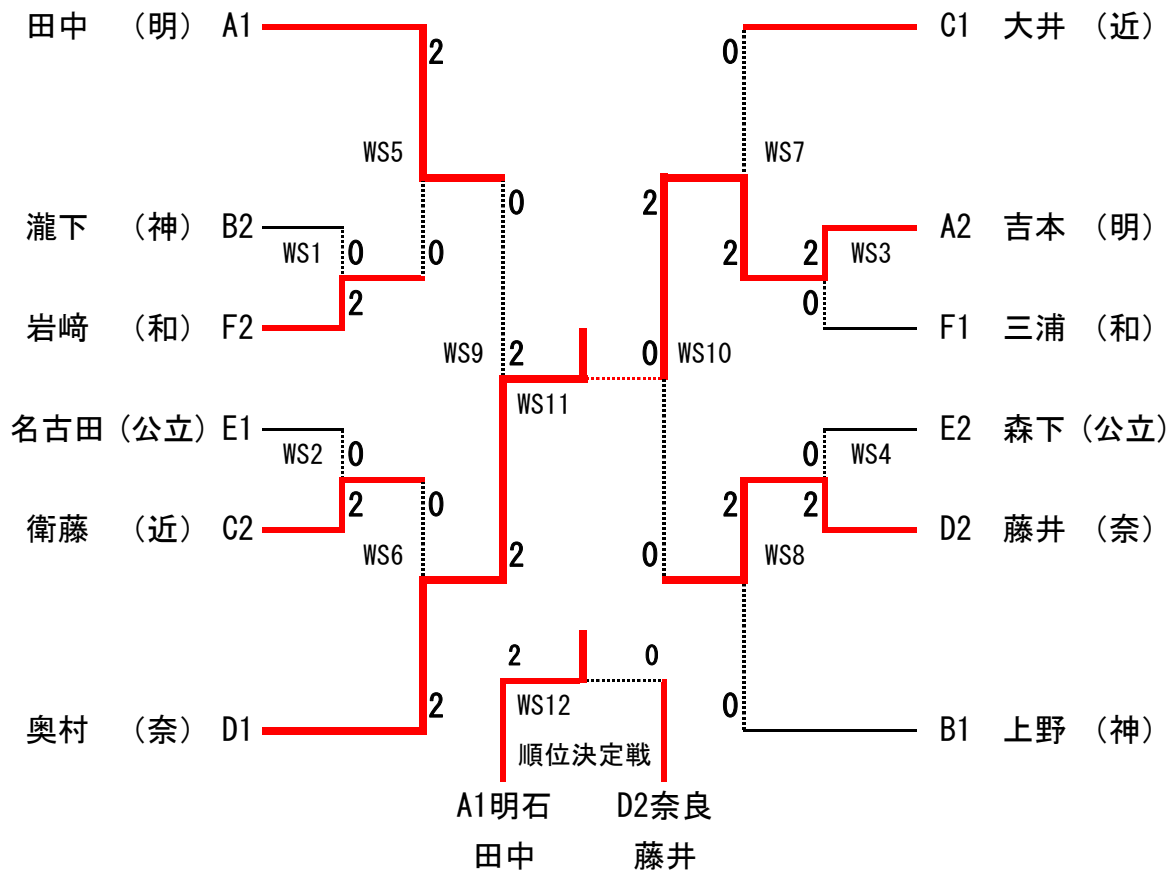 田中 （明） A1
C1 大井 （近）
2
0
WS5
WS7
0
2
瀧下 （神） B2
WS1
0
0
2
2
A2 吉本 （明）
WS3
岩﨑 （和） F2
2
0
F1 三浦 （和）
WS9
2
0
WS10
WS11
名古田（公立）E1
WS2
0
0
WS4
E2 森下（公立）
衛藤 （近） C2
2
0
2
2
D2 藤井 （奈）
WS6
2
0
WS8
2
0
奥村 （奈） D1
2
WS12
0
B1 上野 （神）
順位決定戦
A1明石
D2奈良
田中
藤井